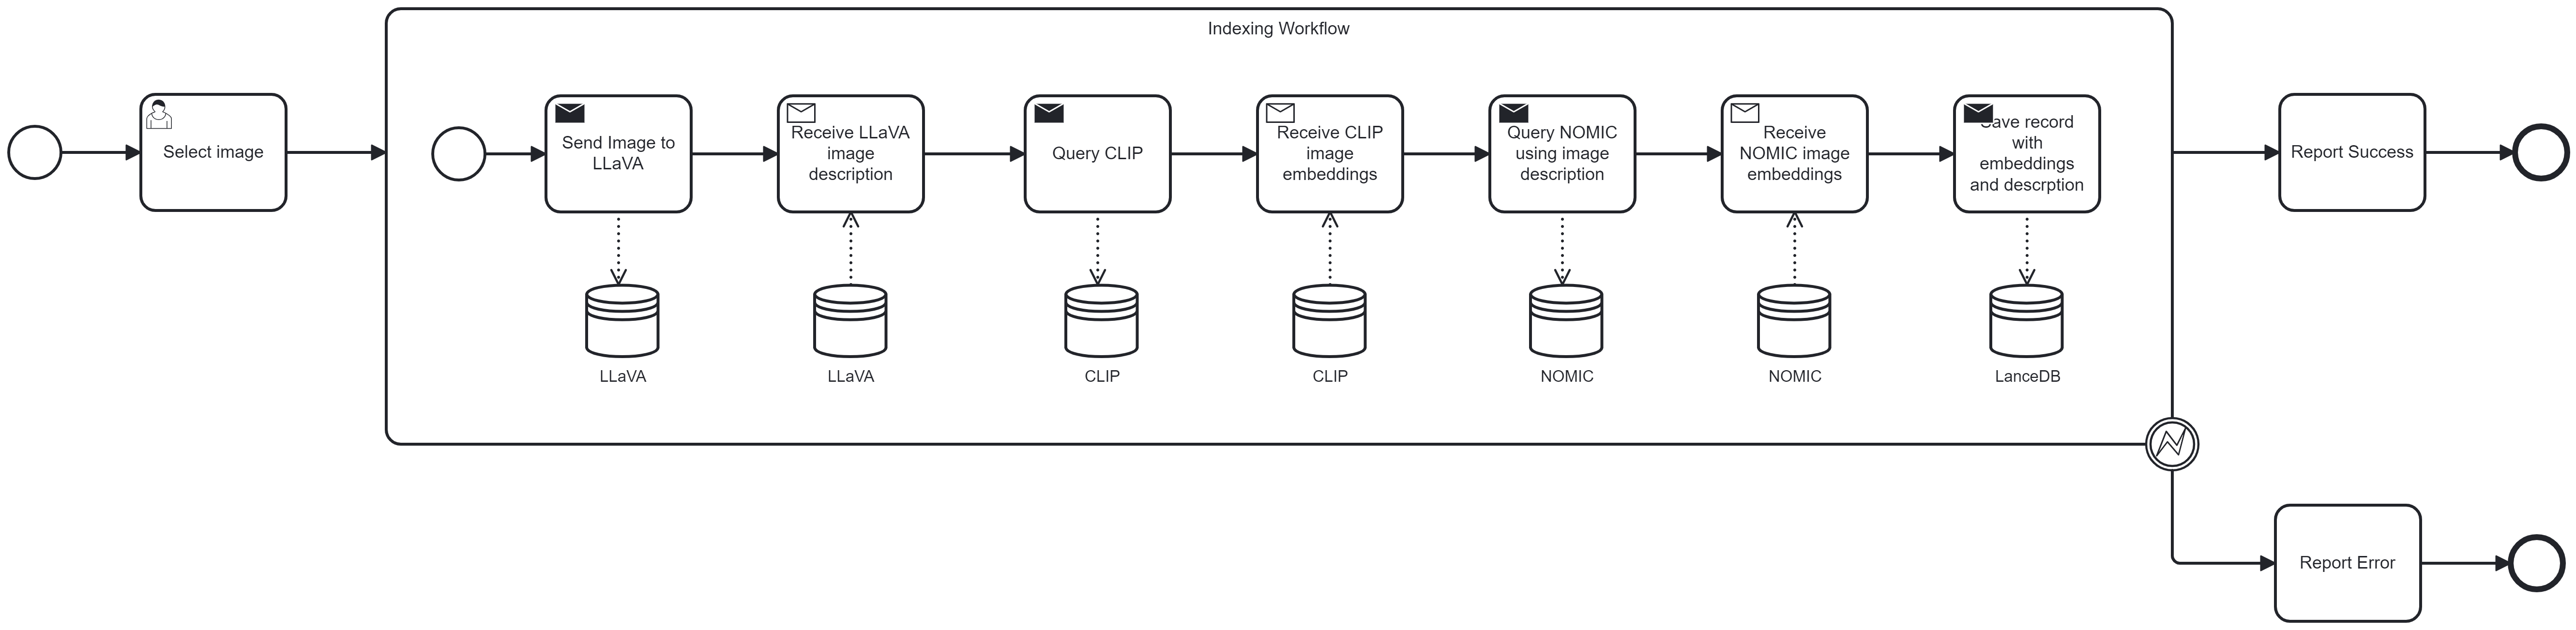 Indexing Workflow
Select image
Send Image to
LLaVA
Receive LLaVA
image
description
Query CLIP
Receive CLIP
image
embeddings
Query NOMIC
using image
description
Receive
NOMIC image
embeddings
Save record
with
embeddings
and descrption
Report Success
LLaVA
LLaVA
CLIP
CLIP
NOMIC
NOMIC
LanceDB
Report Error